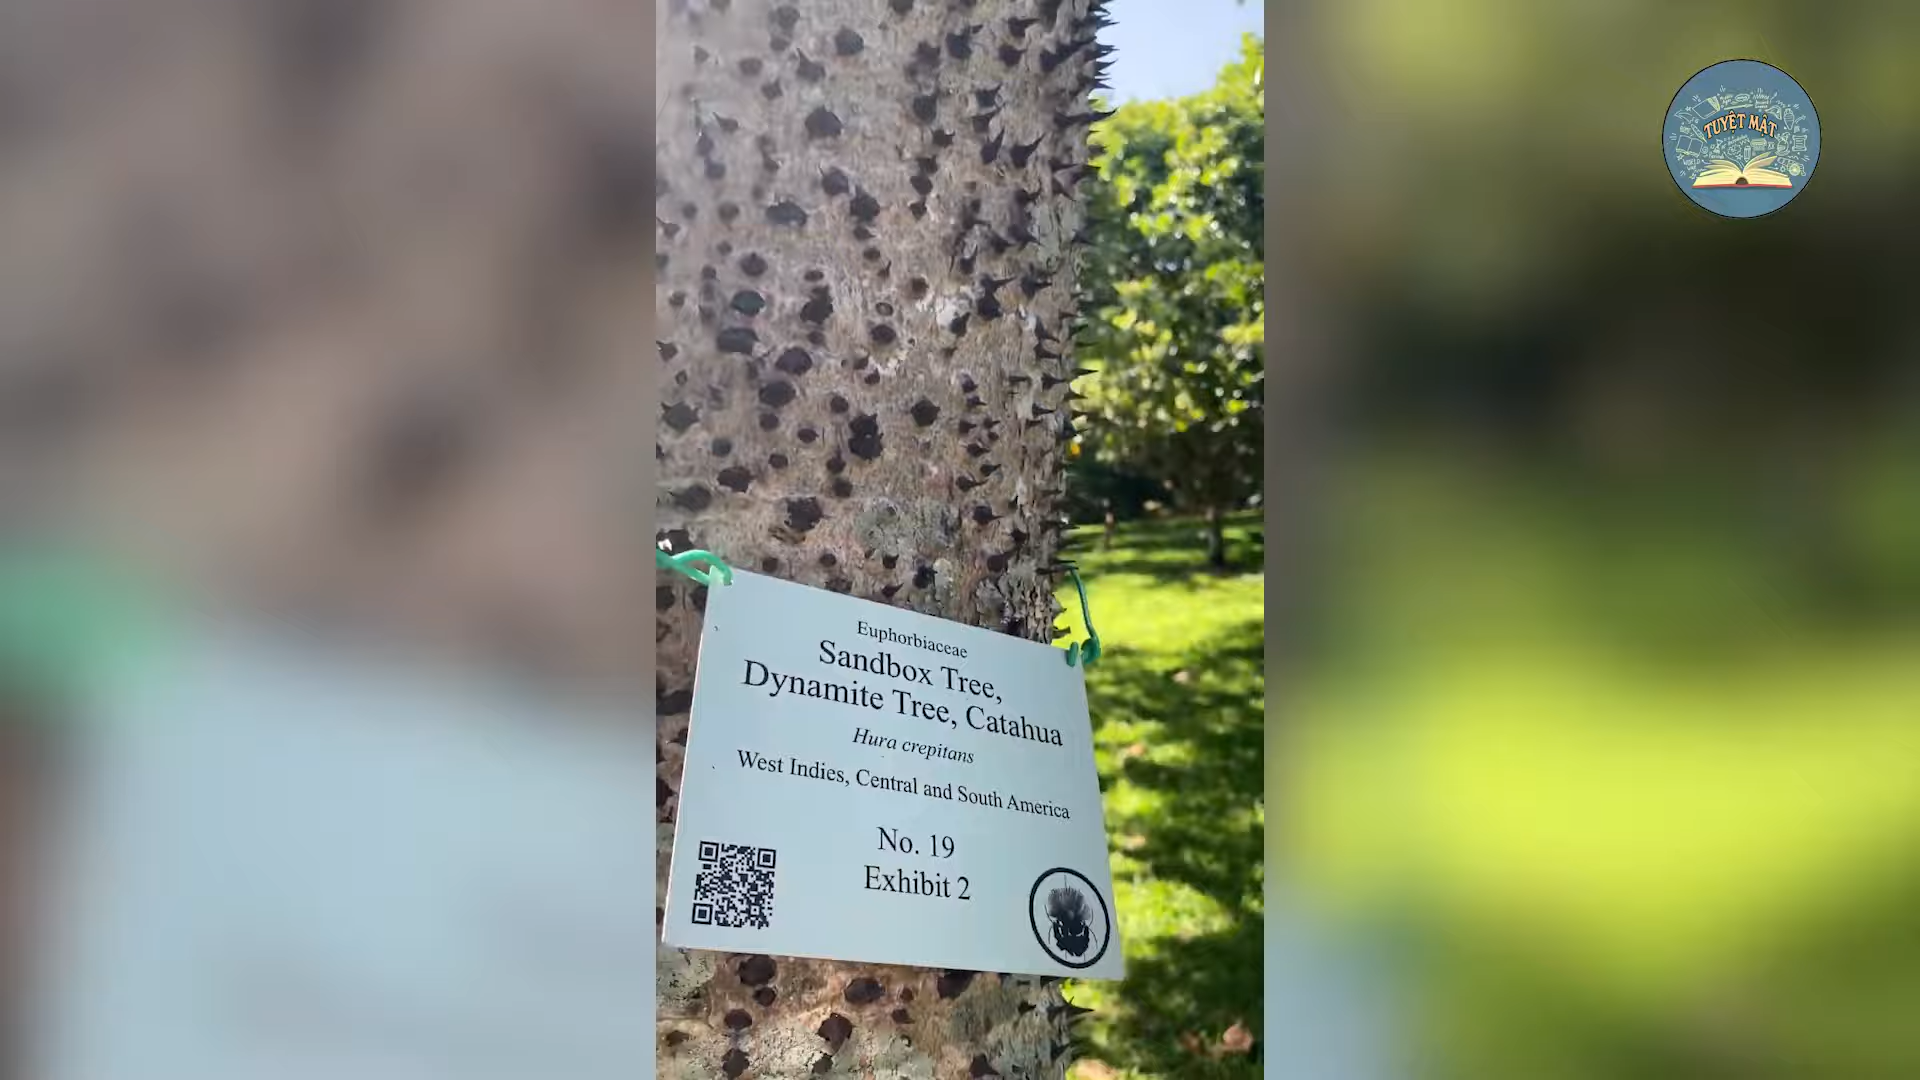 TUYỆT MẬT
Euphorbiaceae
Sandbox Tree,
Dynamite Tree, Catahua
Hura crepitans
West Indies, Central and South America
No. 19
Exhibit 2